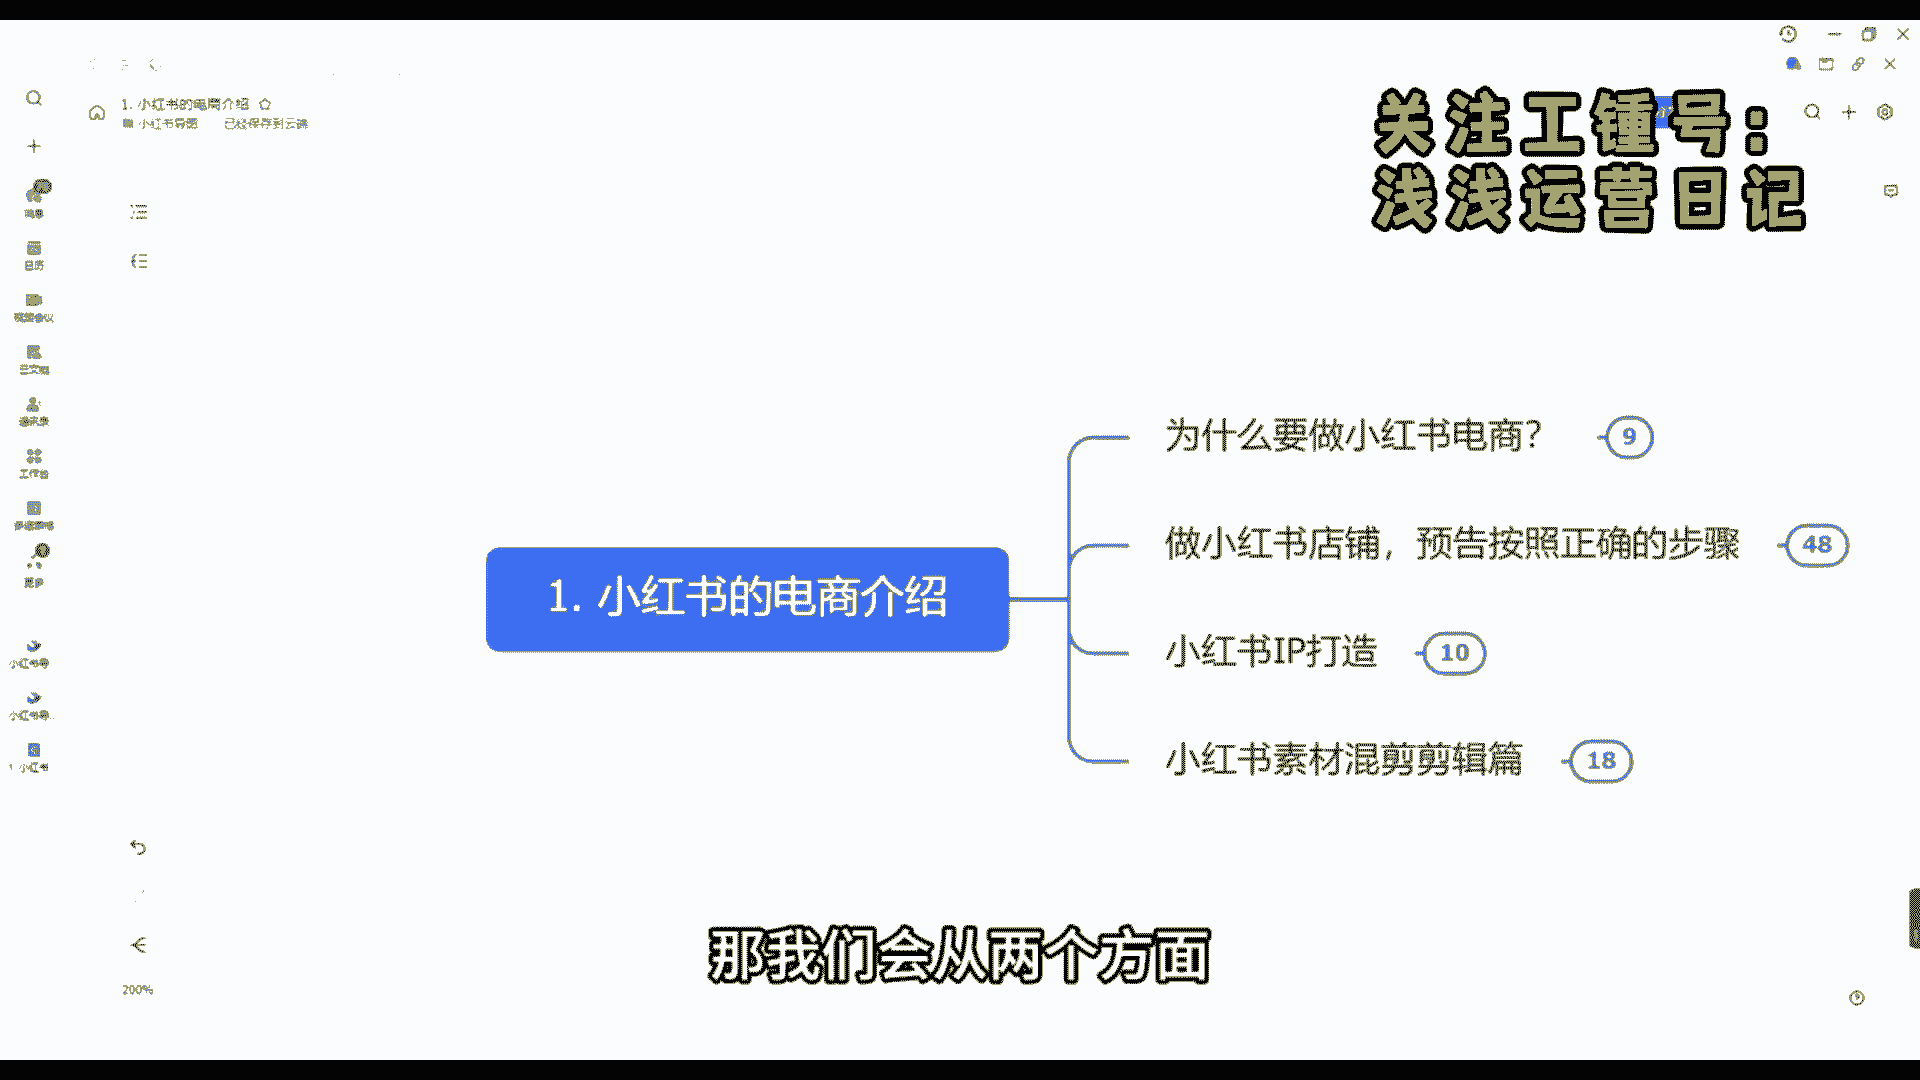 关注工锺号：
浅浅运营日记
1. 小红书的电商介绍
小红书导图 已经保存到云端
日历
视频会议
云文档
通讯录
工作台
多维表格
更多
小红书导
小红书导...
1. 小红书
为什么要做小红书电商？ 9
做小红书店铺，预告按照正确的步骤 48
1. 小红书的电商介绍
小红书IP打造 10
小红书素材混剪剪辑篇 18
那我们会从两个方面
200%